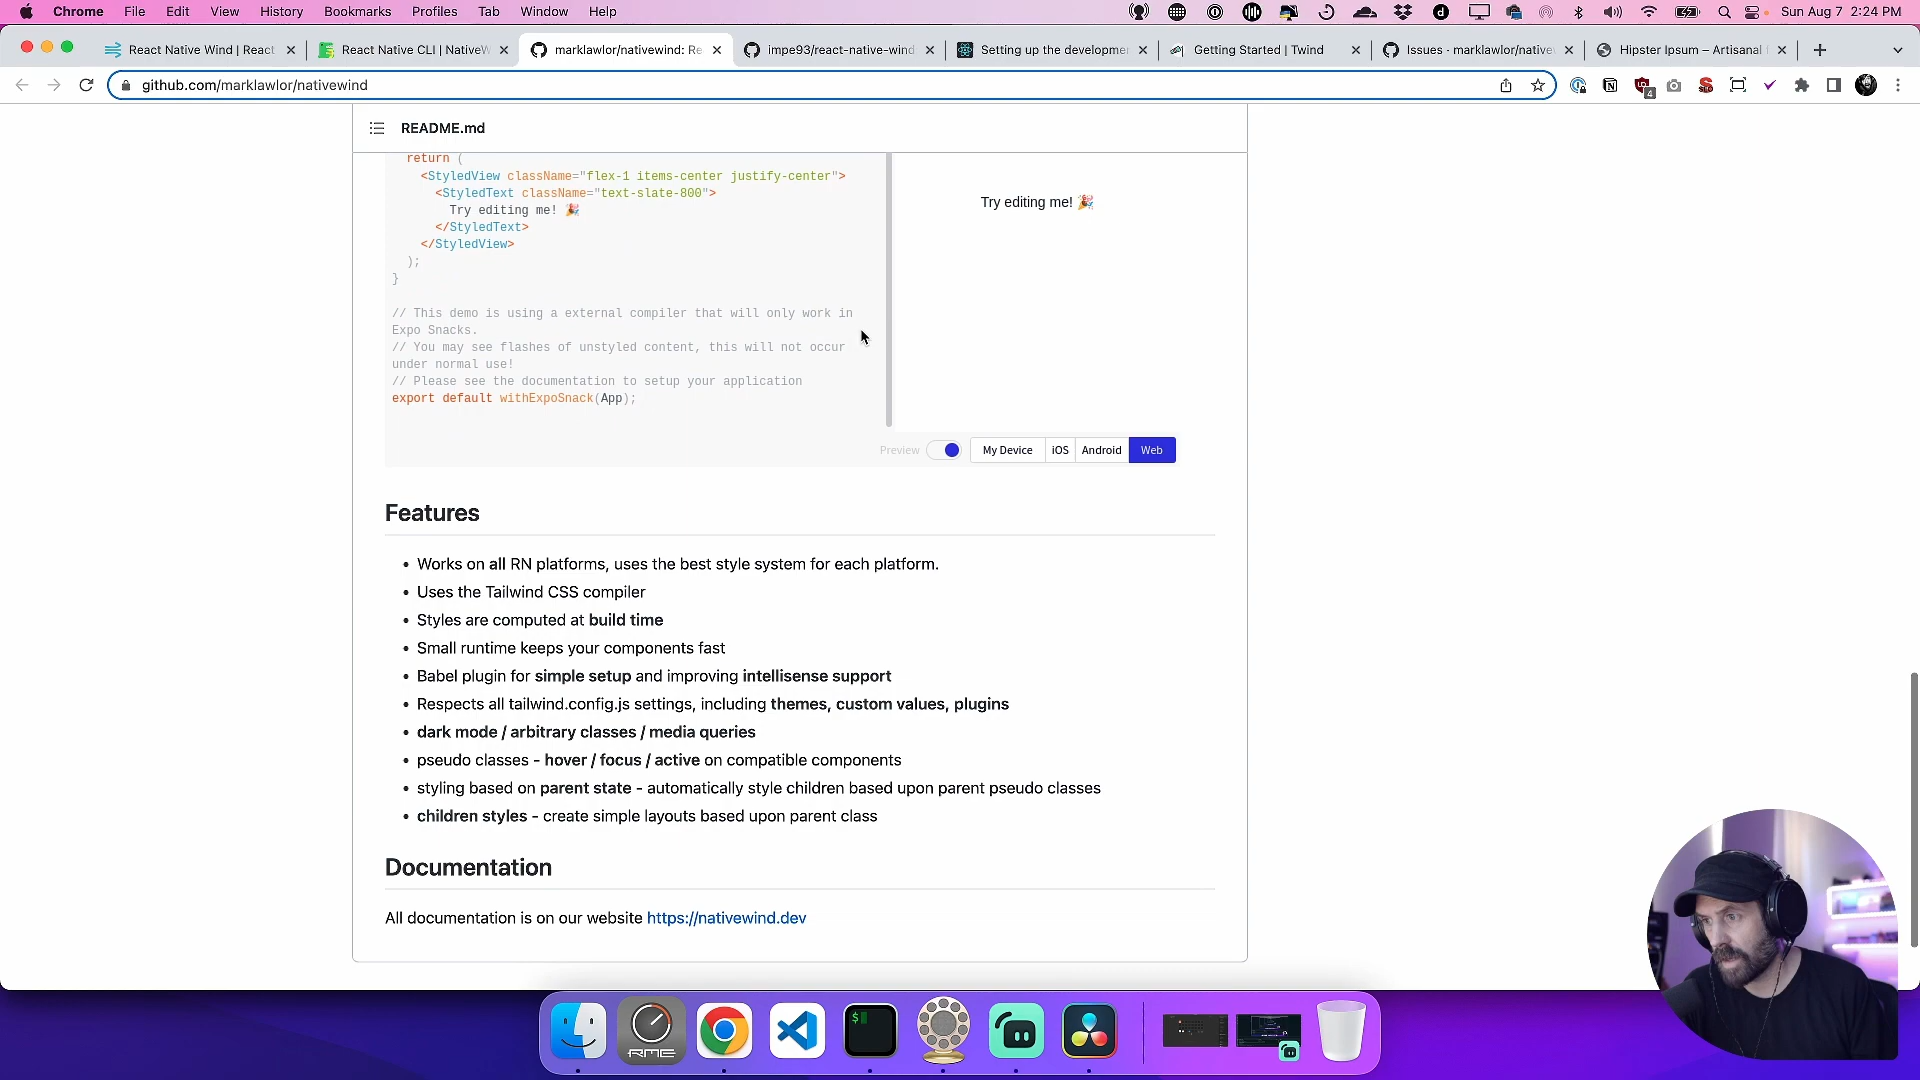 Chrome File Edit View History Bookmarks Profiles Tab Window Help
Sun Aug 7 2:24 PM
React Native Wind | React
React Native CLI | NativeW
marklawlor/nativewind: Re
impe93/react-native-wind
Setting up the developmen
Getting Started | Twind
Issues · marklawlor/native
Hipster Ipsum – Artisanal f
github.com/marklawlor/nativewind
4
README.md
return (
<StyledView className="flex-1 items-center justify-center">
<StyledText className="text-slate-800">
Try editing me! 🎉
</StyledText>
</StyledView>
);
}
// This demo is using a external compiler that will only work in
Expo Snacks.
// You may see flashes of unstyled content, this will not occur
under normal use!
// Please see the documentation to setup your application
export default withExpoSnack(App);
Try editing me! 🎉
Preview My Device iOS Android Web
Features
• Works on all RN platforms, uses the best style system for each platform.
• Uses the Tailwind CSS compiler
• Styles are computed at build time
• Small runtime keeps your components fast
• Babel plugin for simple setup and improving intellisense support
• Respects all tailwind.config.js settings, including themes, custom values, plugins
• dark mode / arbitrary classes / media queries
• pseudo classes - hover / focus / active on compatible components
• styling based on parent state - automatically style children based upon parent pseudo classes
• children styles - create simple layouts based upon parent class
Documentation
All documentation is on our website https://nativewind.dev
RME
$